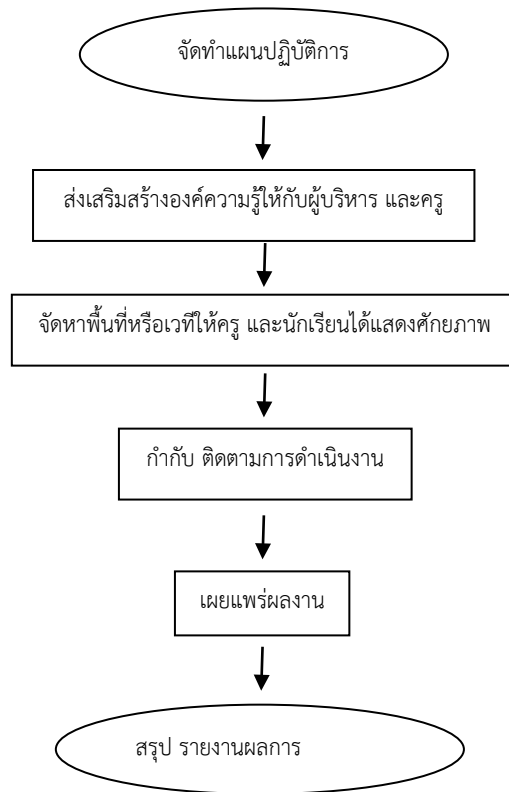 จัดทำแผนปฏิบัติการ
ส่งเสริมสร้างองค์ความรู้ให้กับผู้บริหาร และครู
จัดหาพื้นที่หรือเวทีให้ครู และนักเรียนได้แสดงศักยภาพ
กำกับ ติดตามการดำเนินงาน
เผยแพร่ผลงาน
สรุป รายงานผลการ